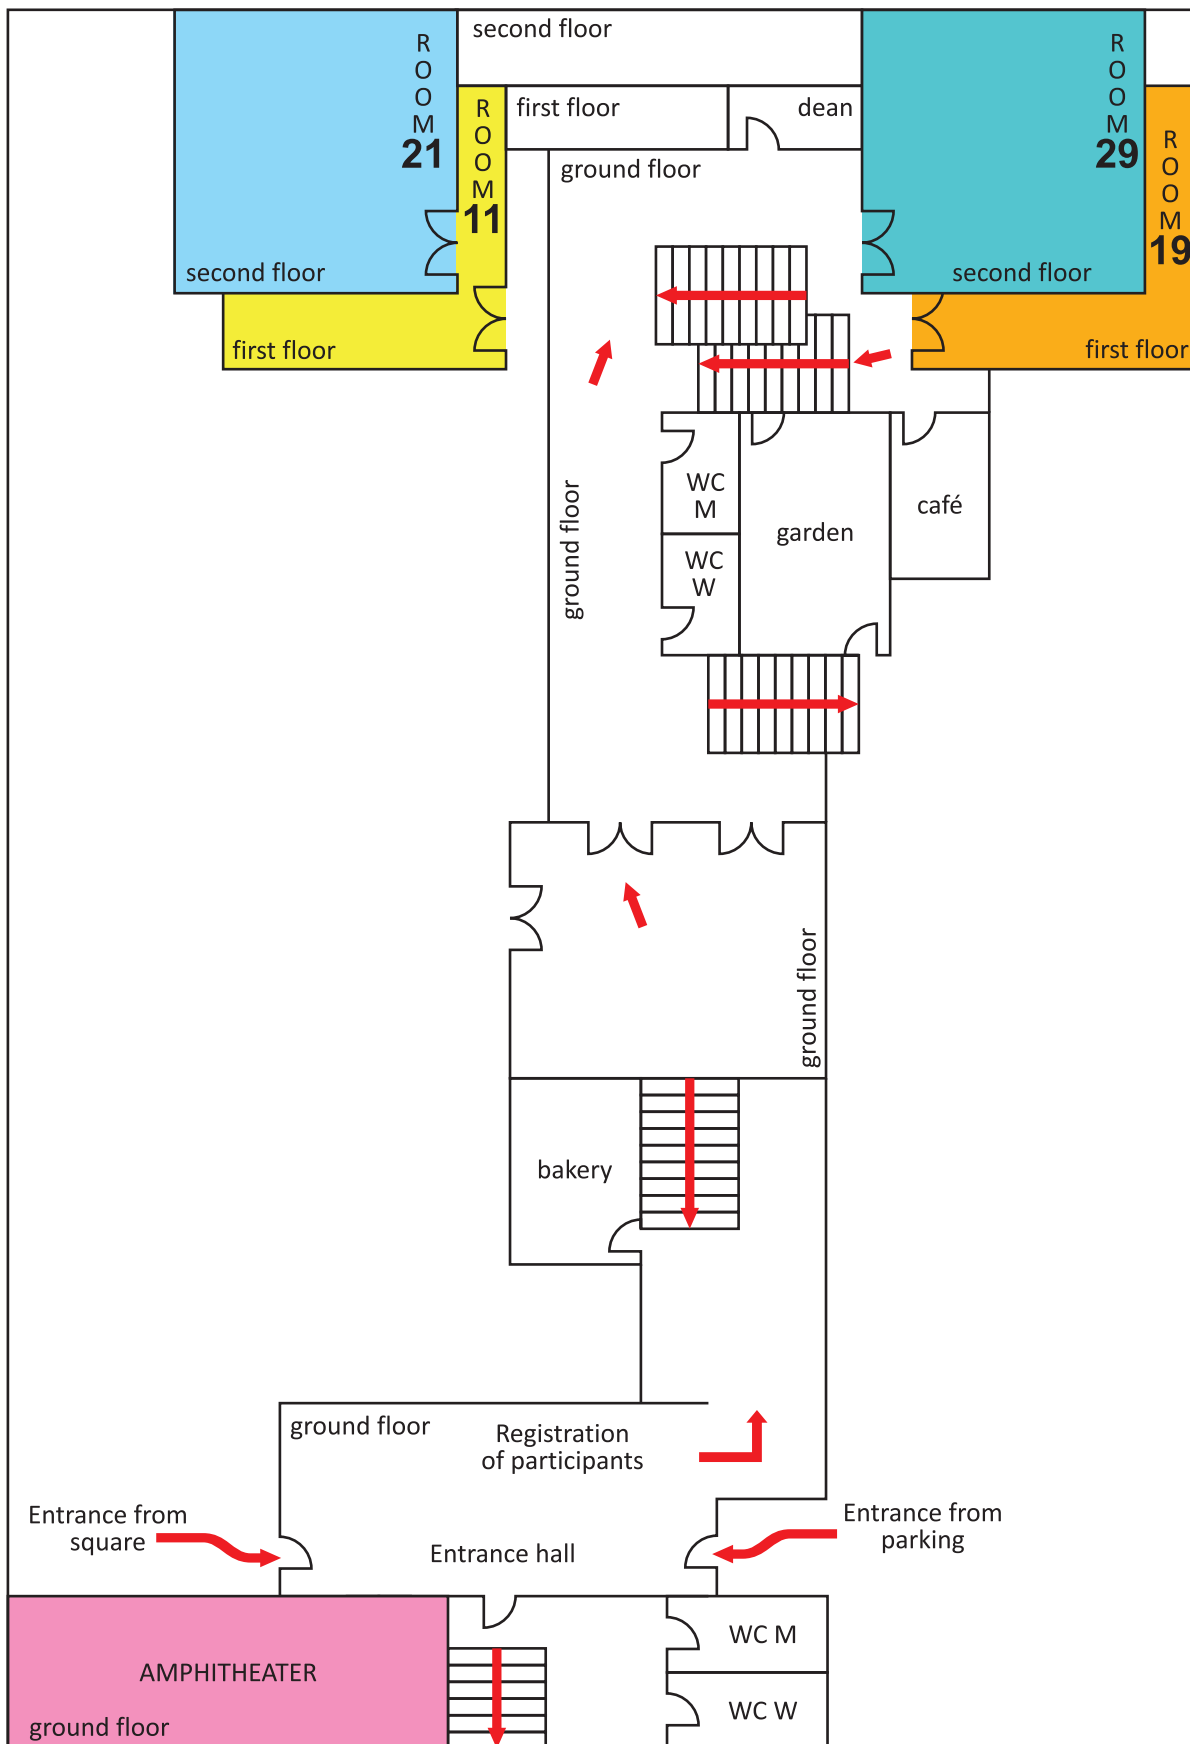 second floor
ROOM
21
second floor
ROOM
11
first floor
first floor
dean
ground floor
ROOM
29
second floor
ROOM
19
first floor
WC
M
WC
W
garden
café
ground floor
ground floor
bakery
ground floor
Registration
of participants
Entrance from
square
Entrance hall
Entrance from
parking
AMPHITHEATER
ground floor
WC M
WC W